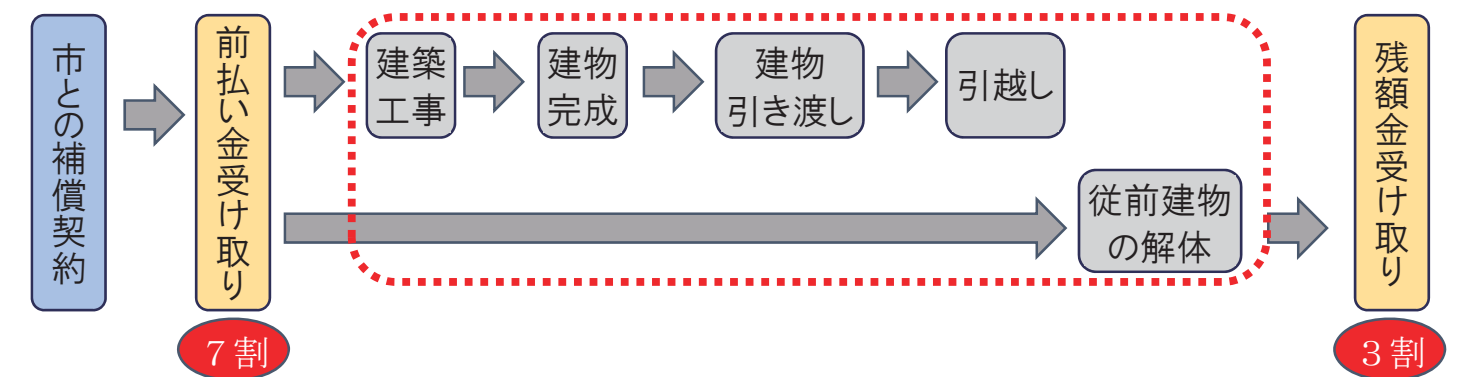 市との補償契約
前払い金受け取り
7割
建築
工事
建物
完成
建物
引き渡し
引越し
従前建物
の解体
残額金受け取り
3割